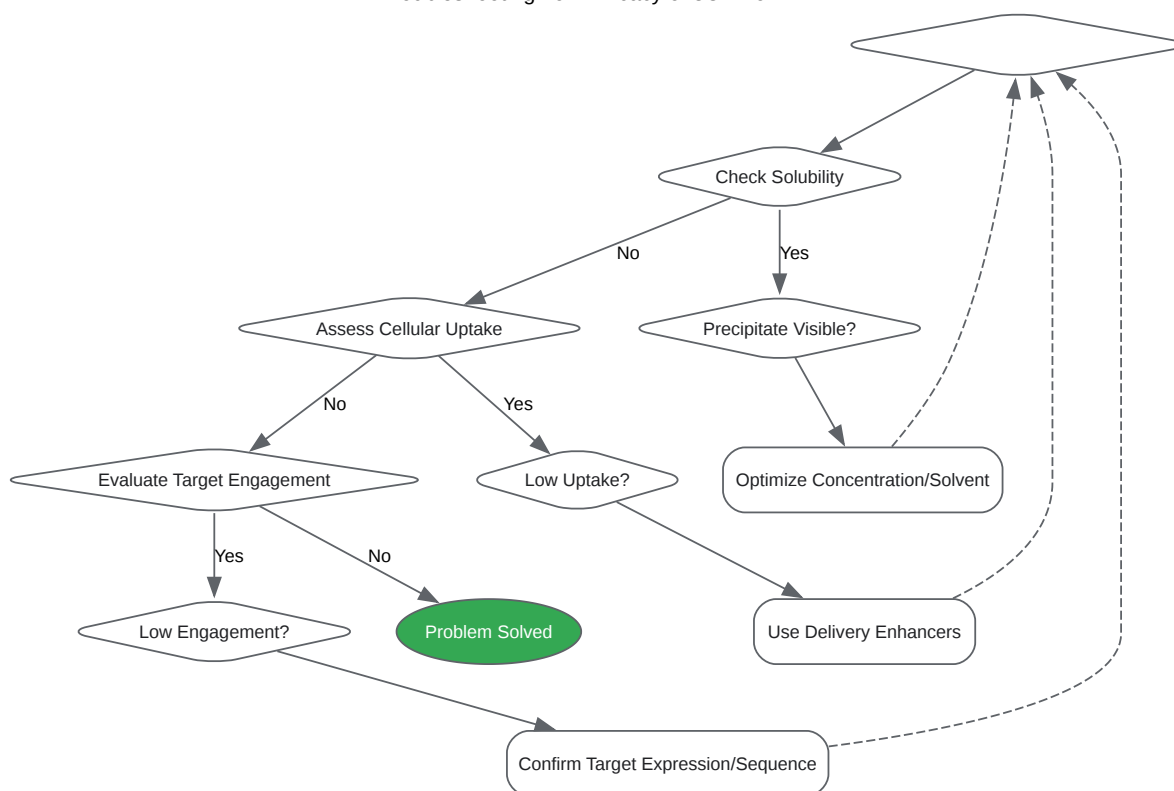 Check Solubility
No
Yes
Assess Cellular Uptake
Precipitate Visible?
No
Yes
Evaluate Target Engagement
Low Uptake?
Optimize Concentration/Solvent
Yes
No
Low Engagement?
Problem Solved
Use Delivery Enhancers
Confirm Target Expression/Sequence